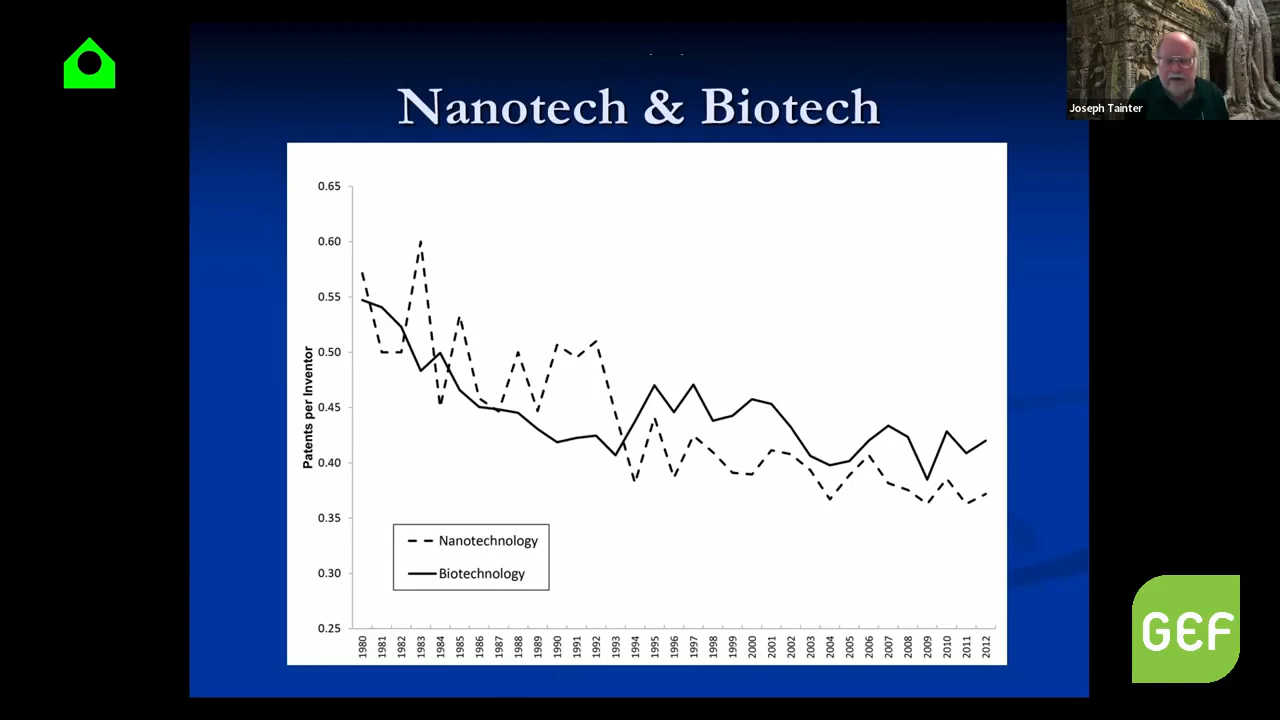 Joseph Tainter
Nanotech & Biotech
0.65
0.60
0.55
0.50
0.45
0.40
0.35
0.30
0.25
Patents per Inventor
Nanotechnology
Biotechnology
1980 1981 1982 1983 1984 1985 1986 1987 1988 1989 1990 1991 1992 1993 1994 1995 1996 1997 1998 1999 2000 2001 2002 2003 2004 2005 2006 2007 2008 2009 2010 2011 2012
GEF